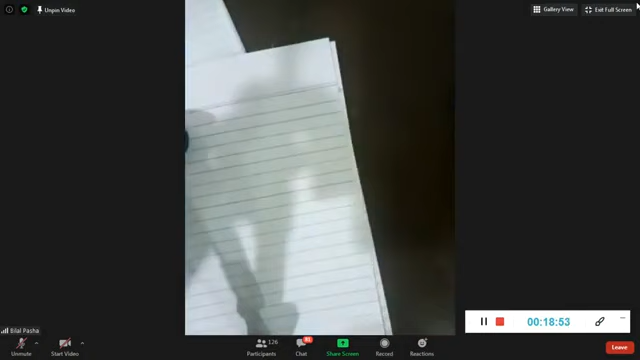 Unpin Video
Gallery View
Exit Full Screen
00:18:53
Bilal Pasha
Unmute
Start Video
126
Participants
Chat
Share Screen
Record
Reactions
Leave